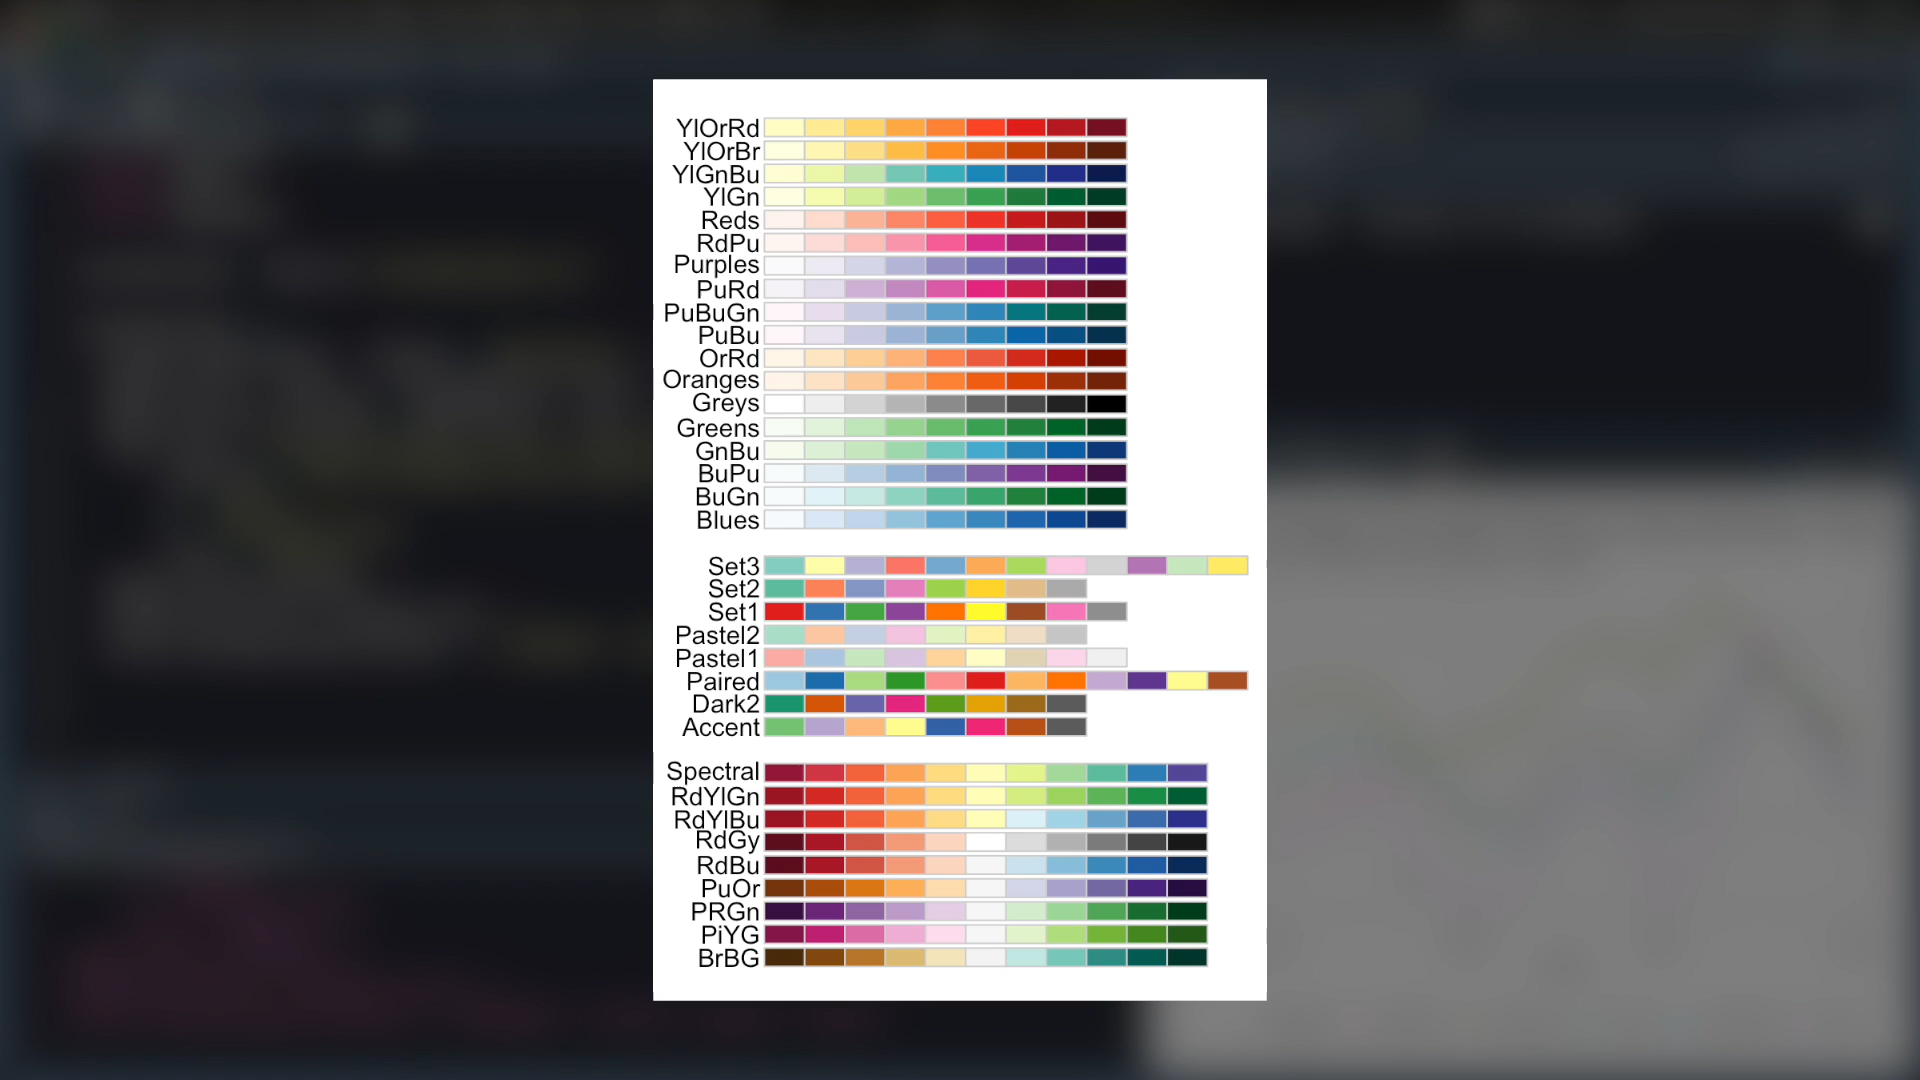 YlOrRd
YlOrBr
YlGnBu
YlGn
Reds
RdPu
Purples
PuRd
PuBuGn
PuBu
OrRd
Oranges
Greys
Greens
GnBu
BuPu
BuGn
Blues
Set3
Set2
Set1
Pastel2
Pastel1
Paired
Dark2
Accent
Spectral
RdYlGn
RdYlBu
RdGy
RdBu
PuOr
PRGn
PiYG
BrBG